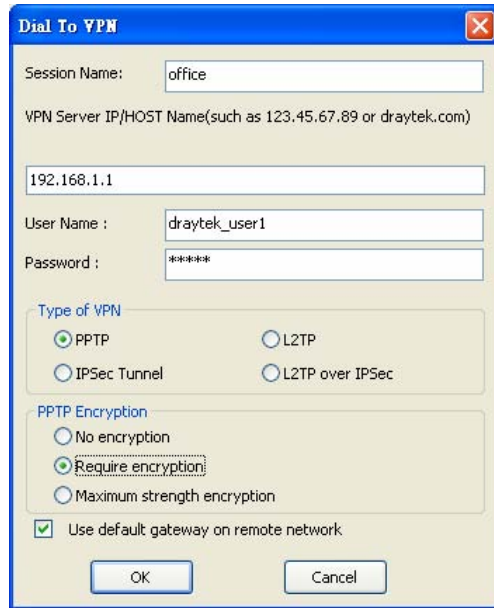 Dial To VPN
Session Name: office
VPN Server IP/HOST Name(such as 123.45.67.89 or draytek.com)
192.168.1.1
User Name : draytek_user1
Password : *****
Type of VPN
PPTP L2TP
IPSec Tunnel L2TP over IPSec
PPTP Encryption
No encryption
Require encryption
Maximum strength encryption
Use default gateway on remote network
OK Cancel